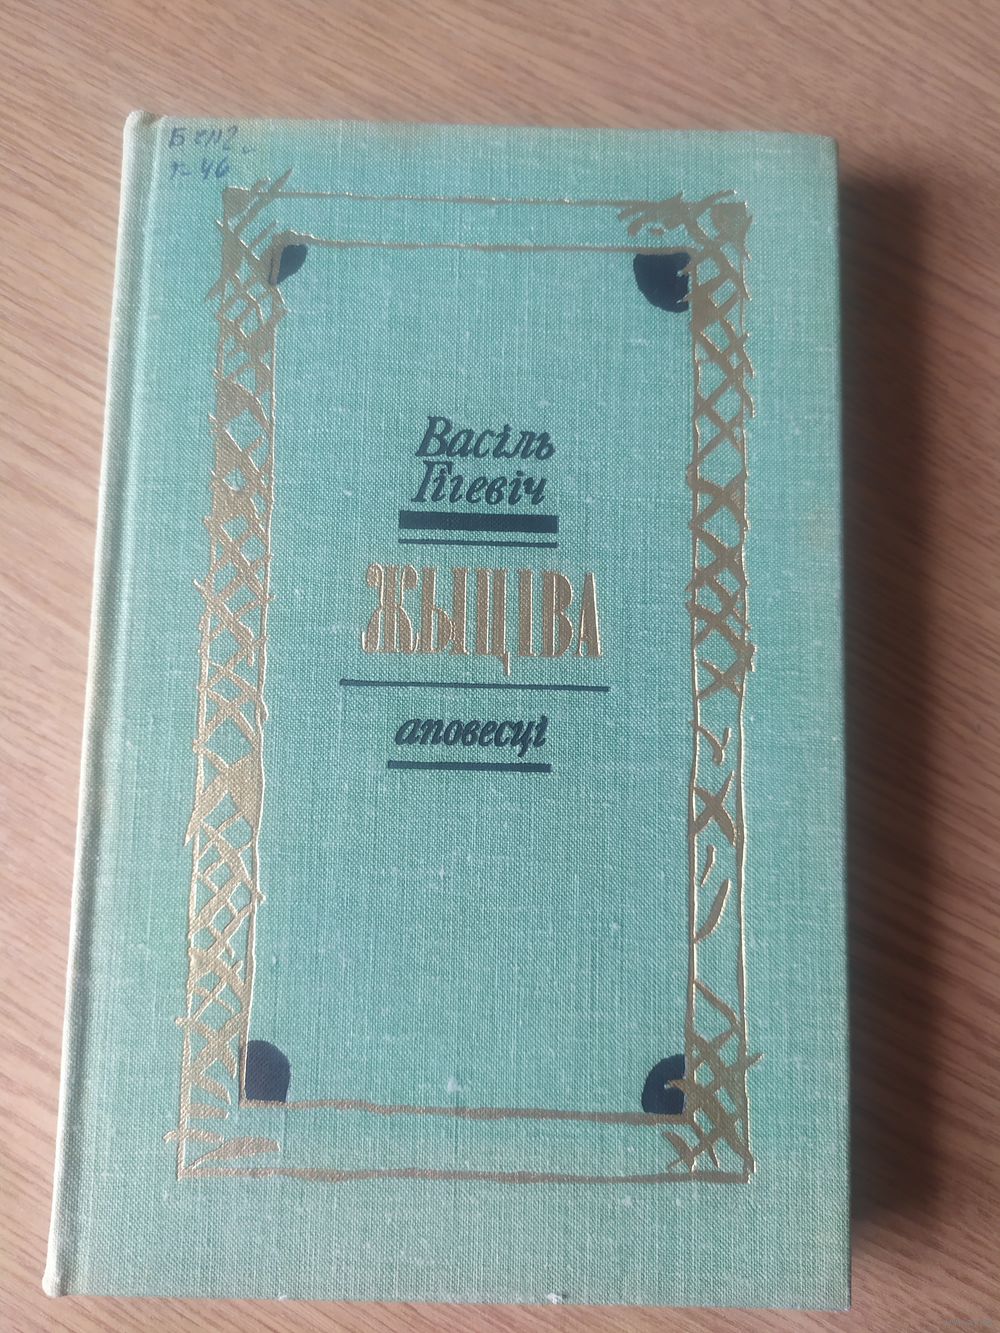 Васіль
Гігевіч
ЖЫЦІВА
аповесці